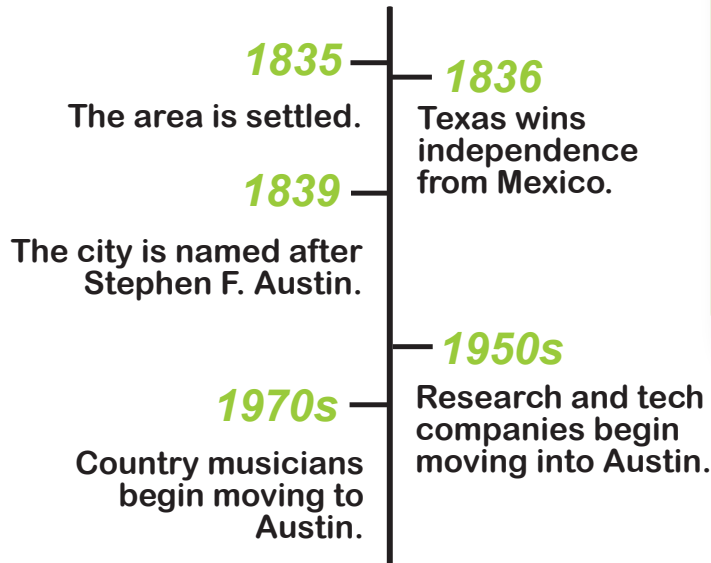 1835
The area is settled.
1836
Texas wins
independence
from Mexico.
1839
The city is named after
Stephen F. Austin.
1950s
Research and tech
companies begin
moving into Austin.
1970s
Country musicians
begin moving to
Austin.